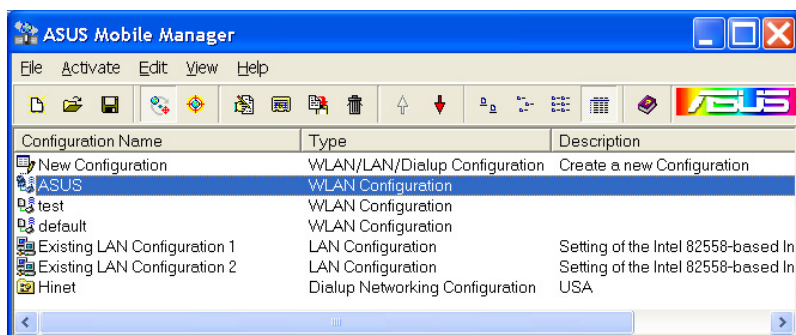 ASUS Mobile Manager
File Activate Edit View Help
ASUS
Configuration Name Type Description
New Configuration WLAN/LAN/Dialup Configuration Create a new Configuration
ASUS WLAN Configuration
test WLAN Configuration
default WLAN Configuration
Existing LAN Configuration 1 LAN Configuration Setting of the Intel 82558-based In
Existing LAN Configuration 2 LAN Configuration Setting of the Intel 82558-based In
Hinet Dialup Networking Configuration USA